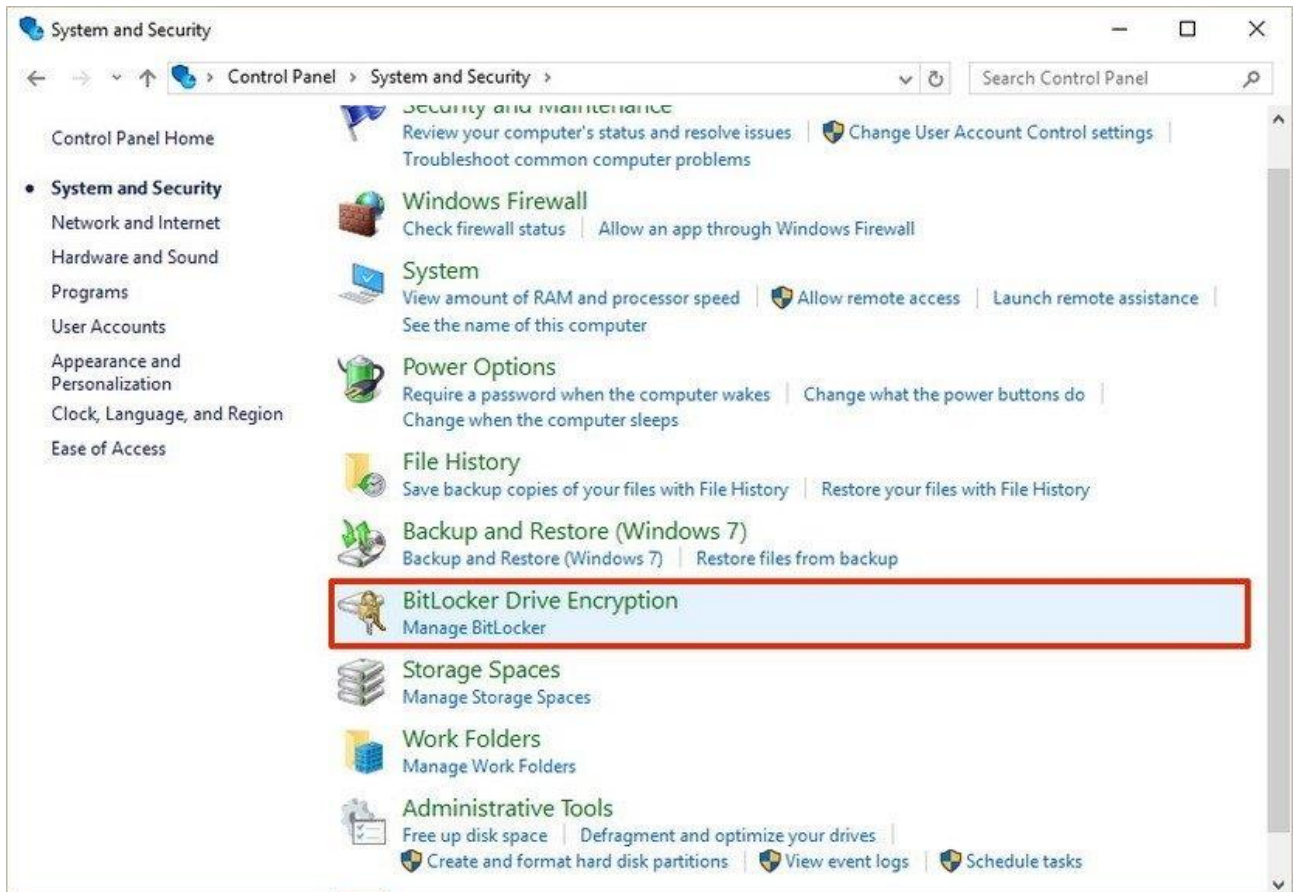 System and Security
Control Panel > System and Security >
Search Control Panel
Control Panel Home
System and Security
Network and Internet
Hardware and Sound
Programs
User Accounts
Appearance and
Personalization
Clock, Language, and Region
Ease of Access
Security and Maintenance
Review your computer's status and resolve issues
Change User Account Control settings
Troubleshoot common computer problems
Windows Firewall
Check firewall status
Allow an app through Windows Firewall
System
View amount of RAM and processor speed
Allow remote access
Launch remote assistance
See the name of this computer
Power Options
Require a password when the computer wakes
Change what the power buttons do
Change when the computer sleeps
File History
Save backup copies of your files with File History
Restore your files with File History
Backup and Restore (Windows 7)
Backup and Restore (Windows 7)
Restore files from backup
BitLocker Drive Encryption
Manage BitLocker
Storage Spaces
Manage Storage Spaces
Work Folders
Manage Work Folders
Administrative Tools
Free up disk space
Defragment and optimize your drives
Create and format hard disk partitions
View event logs
Schedule tasks